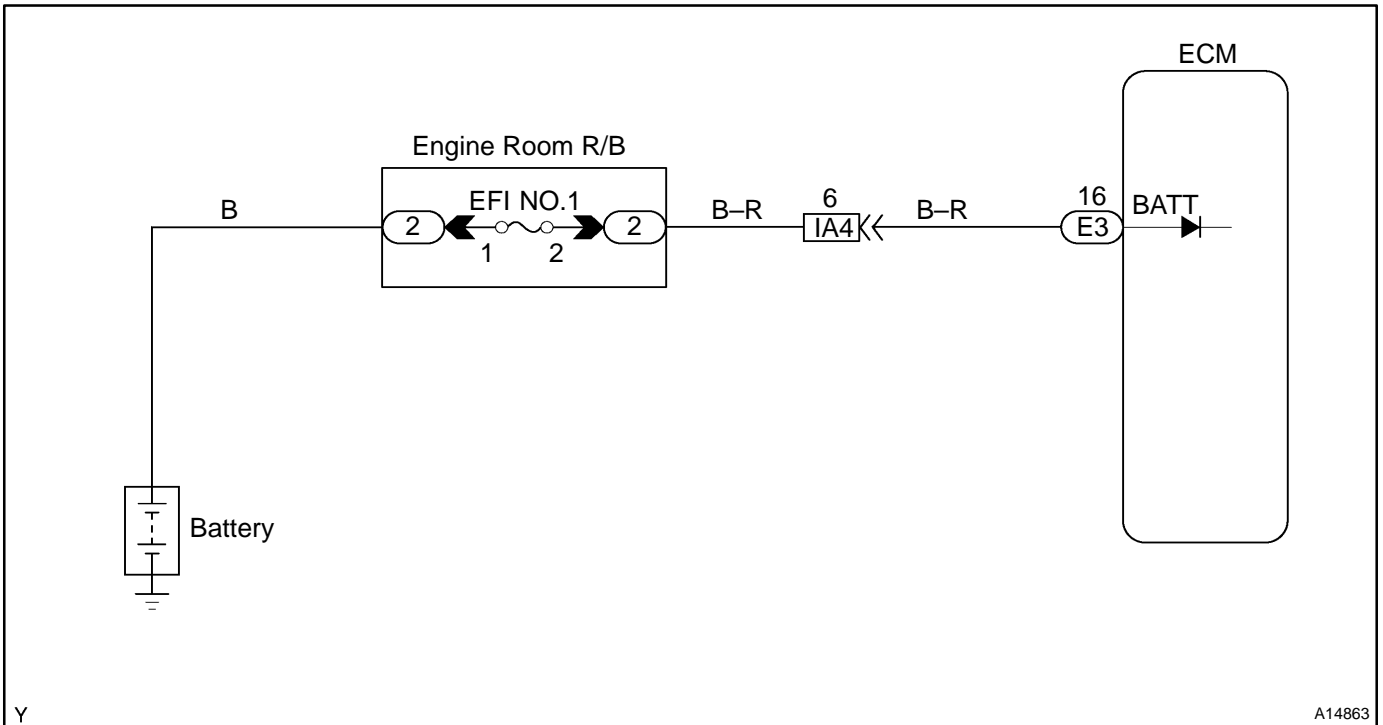 ECM
Engine Room R/B
EFI NO.1
B
2
2
B–R
6
IA4
B–R
16
E3
BATT
1
2
Battery
Y
A14863